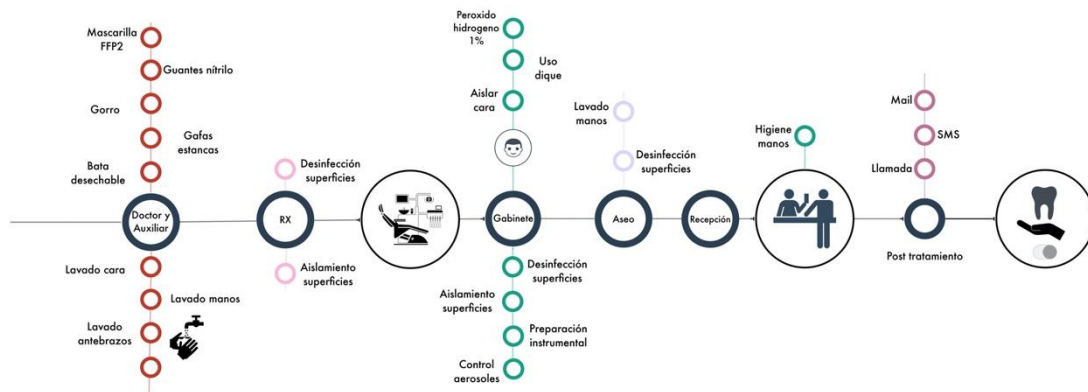 Mascarilla
FFP2
Guantes nítrilo
Gorro
Gafas
estancas
Bata
desechable
Doctor y
Auxiliar
Lavado cara
Lavado manos
Lavado
antebrazos
Desinfección
superficies
RX
Aislamiento
superficies
Peroxido
hidrogeno
1%
Uso
dique
Aislar
cara
Gabinete
Desinfección
superficies
Aislamiento
superficies
Preparación
instrumental
Control
aerosoles
Lavado
manos
Desinfección
superficies
Aseo
Recepción
Higiene
manos
Mail
SMS
Llamada
Post tratamiento